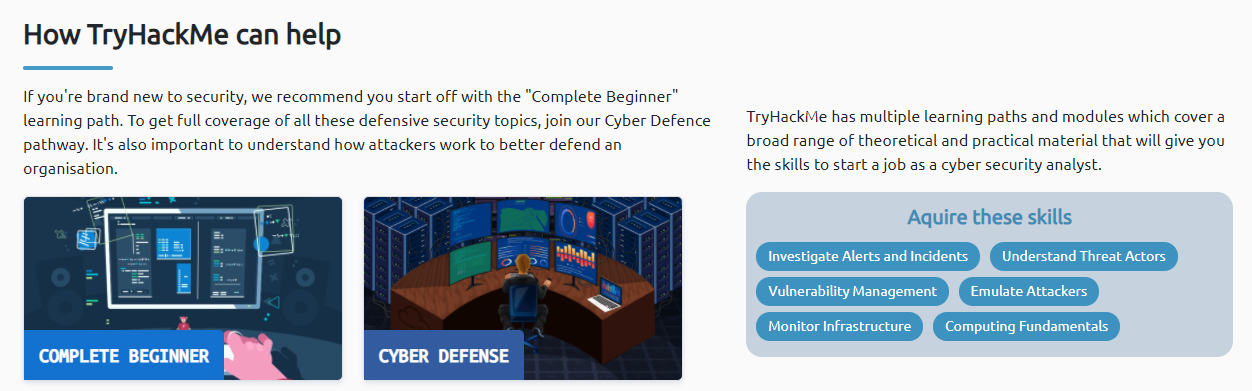 How TryHackMe can help
If you're brand new to security, we recommend you start off with the "Complete Beginner"
learning path. To get full coverage of all these defensive security topics, join our Cyber Defence
pathway. It's also important to understand how attackers work to better defend an
organisation.
COMPLETE BEGINNER
CYBER DEFENSE
TryHackMe has multiple learning paths and modules which cover a
broad range of theoretical and practical material that will give you
the skills to start a job as a cyber security analyst.
Aquire these skills
Investigate Alerts and Incidents
Understand Threat Actors
Vulnerability Management
Emulate Attackers
Monitor Infrastructure
Computing Fundamentals